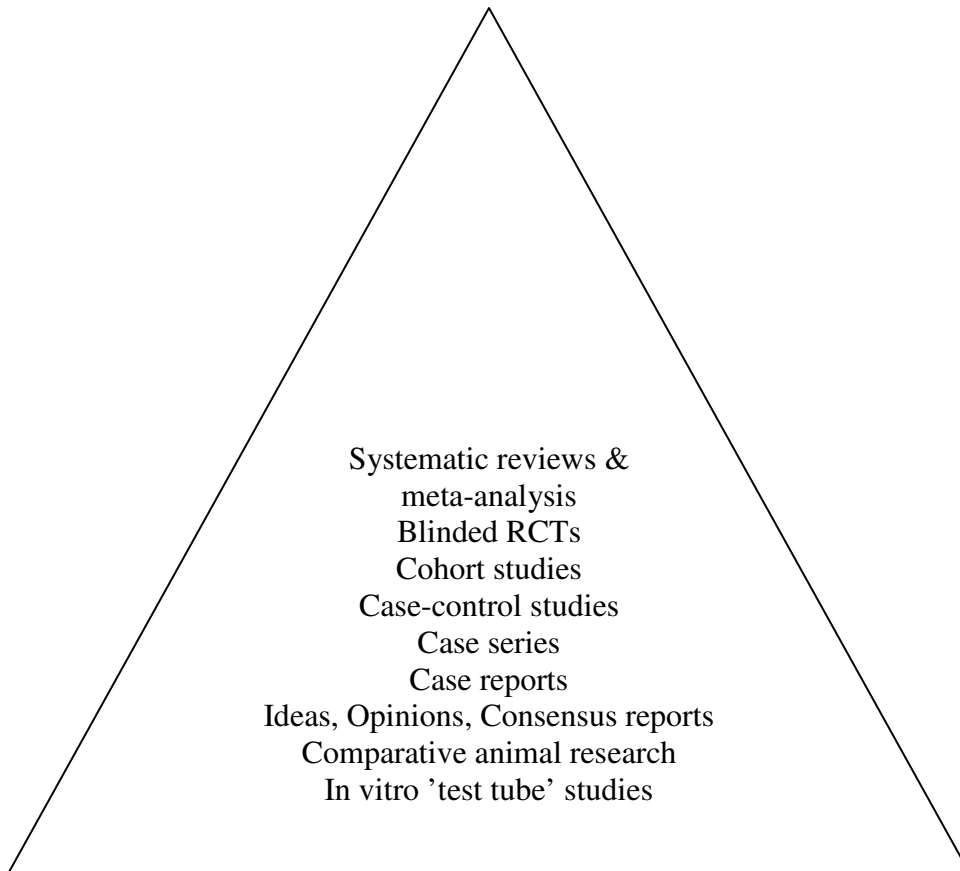 Systematic reviews &
meta-analysis
Blinded RCTs
Cohort studies
Case-control studies
Case series
Case reports
Ideas, Opinions, Consensus reports
Comparative animal research
In vitro ’test tube’ studies